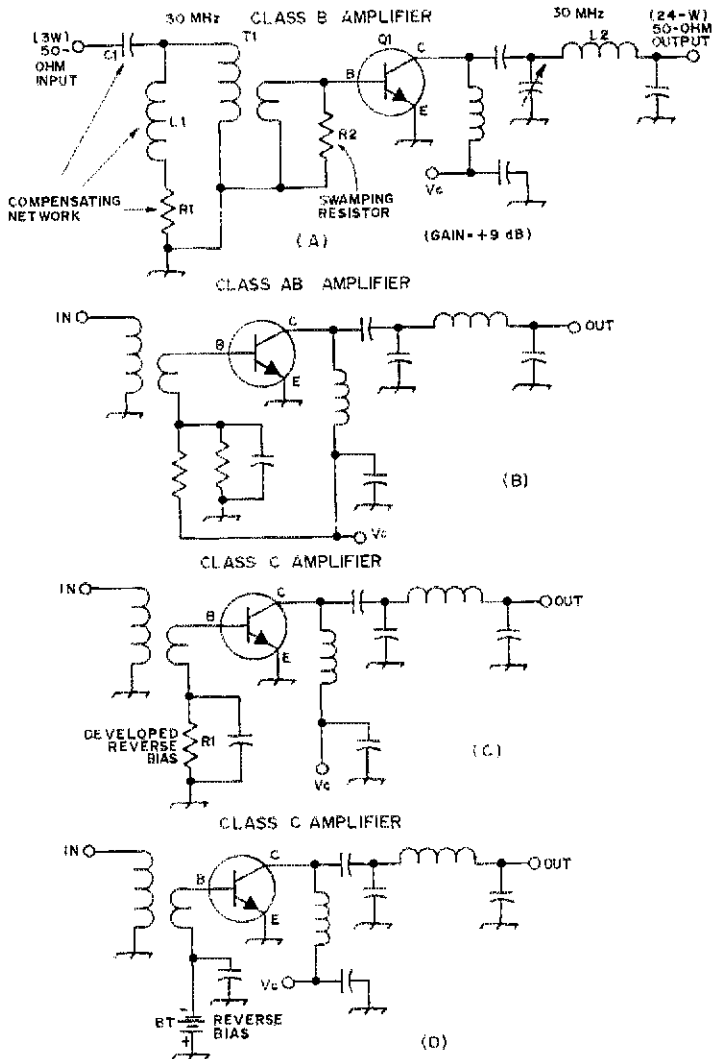 30 MHz
CLASS B AMPLIFIER
(3W)
50-
OHM
INPUT
C1
T1
Q1
C
B
E
30 MHz
L2
(24-W)
50-OHM
OUTPUT
L1
R2
COMPENSATING
NETWORK
R1
SWAMPING
RESISTOR
Vc
(A)
(GAIN=+9 dB)
CLASS AB AMPLIFIER
IN
B
C
E
OUT
(B)
Vc
CLASS C AMPLIFIER
IN
B
C
E
OUT
DEVELOPED
REVERSE
BIAS
R1
(C)
Vc
CLASS C AMPLIFIER
IN
B
C
E
OUT
Vc
BT
-
+
REVERSE
BIAS
(D)